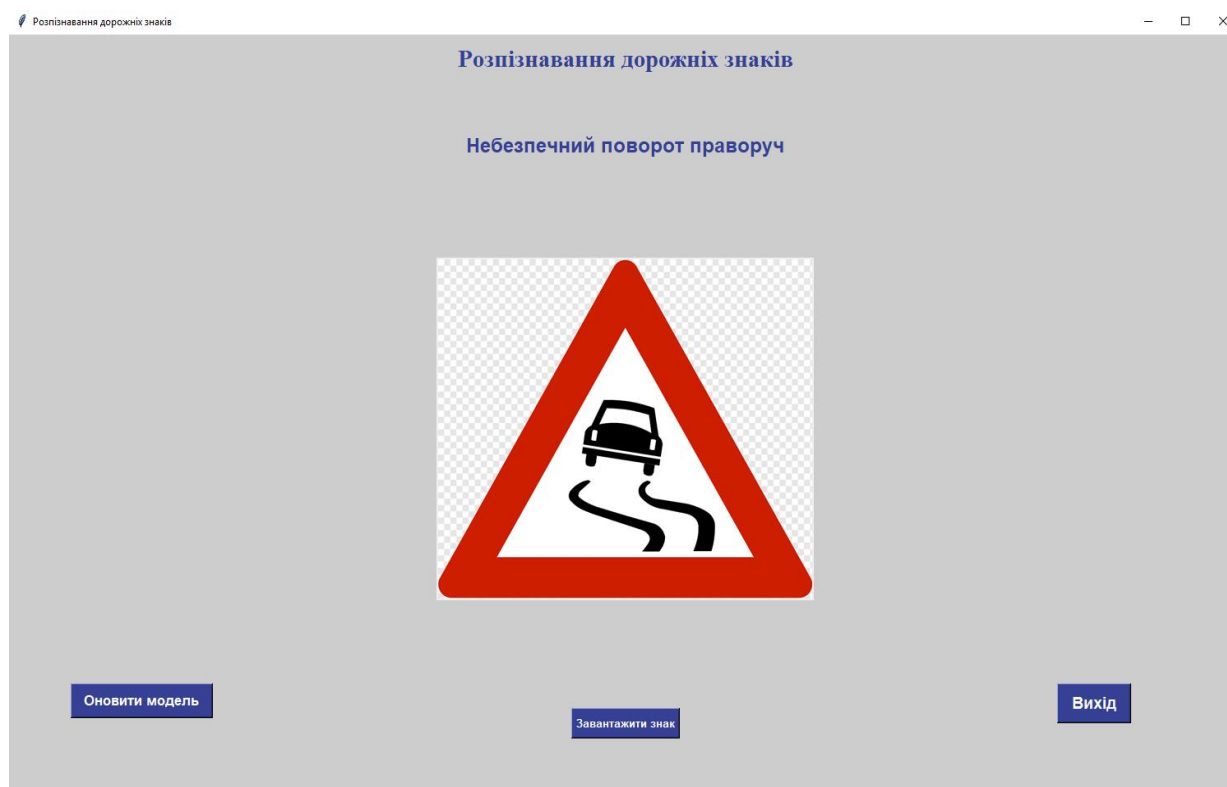 Розпізнавання дорожніх знаків
Розпізнавання дорожніх знаків
Небезпечний поворот праворуч
Оновити модель
Завантажити знак
Вихід